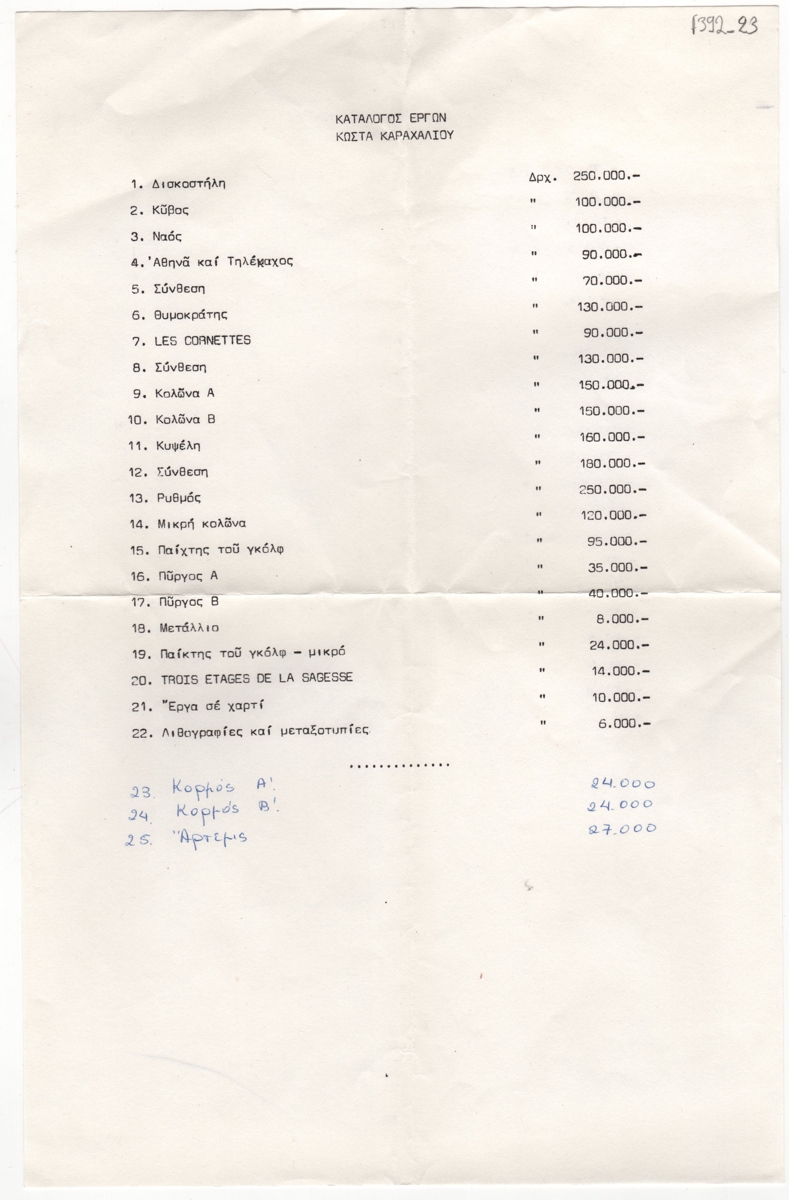 1392-23
ΚΑΤΑΛΟΓΟΣ ΕΡΓΩΝ
ΚΩΣΤΑ ΚΑΡΑΧΑΛΙΟΥ
1. Δισκοστήλη Δρχ. 250.000.-
2. Κῦβος " 100.000.-
3. Ναός " 100.000.-
4. Ἀθηνᾶ καί Τηλέμαχος " 90.000.-
5. Σύνθεση " 70.000.-
6. Θυμοκράτης " 130.000.-
7. LES CORNETTES " 90.000.-
8. Σύνθεση " 130.000.-
9. Κολῶνα Α " 150.000.-
10. Κολῶνα Β " 150.000.-
11. Κυψέλη " 160.000.-
12. Σύνθεση " 180.000.-
13. Ρυθμός " 250.000.-
14. Μικρή κολῶνα " 120.000.-
15. Παίχτης τοῦ γκόλφ " 95.000.-
16. Πῦργος Α " 35.000.-
17. Πῦργος Β " 40.000.-
18. Μετάλλιο " 8.000.-
19. Παίκτης τοῦ γκόλφ - μικρό " 24.000.-
20. TROIS ETAGES DE LA SAGESSE " 14.000.-
21. Ἔργα σέ χαρτί " 10.000.-
22. Λιθογραφίες καί μεταξοτυπίες. " 6.000.-
..............
23. Κορμός Α'. 24.000
24. Κορμός Β'. 24.000
25. Ἄρτεμις 27.000